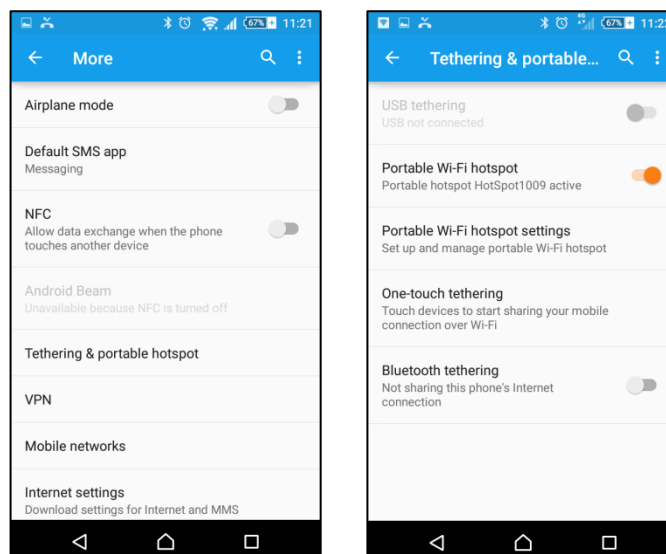 67% 11:21
More
Airplane mode
Default SMS app
Messaging
NFC
Allow data exchange when the phone
touches another device
Android Beam
Unavailable because NFC is turned off
Tethering & portable hotspot
VPN
Mobile networks
Internet settings
Download settings for Internet and MMS
4G 67% 11:22
Tethering & portable...
USB tethering
USB not connected
Portable Wi-Fi hotspot
Portable hotspot HotSpot1009 active
Portable Wi-Fi hotspot settings
Set up and manage portable Wi-Fi hotspot
One-touch tethering
Touch devices to start sharing your mobile
connection over Wi-Fi
Bluetooth tethering
Not sharing this phone's Internet
connection